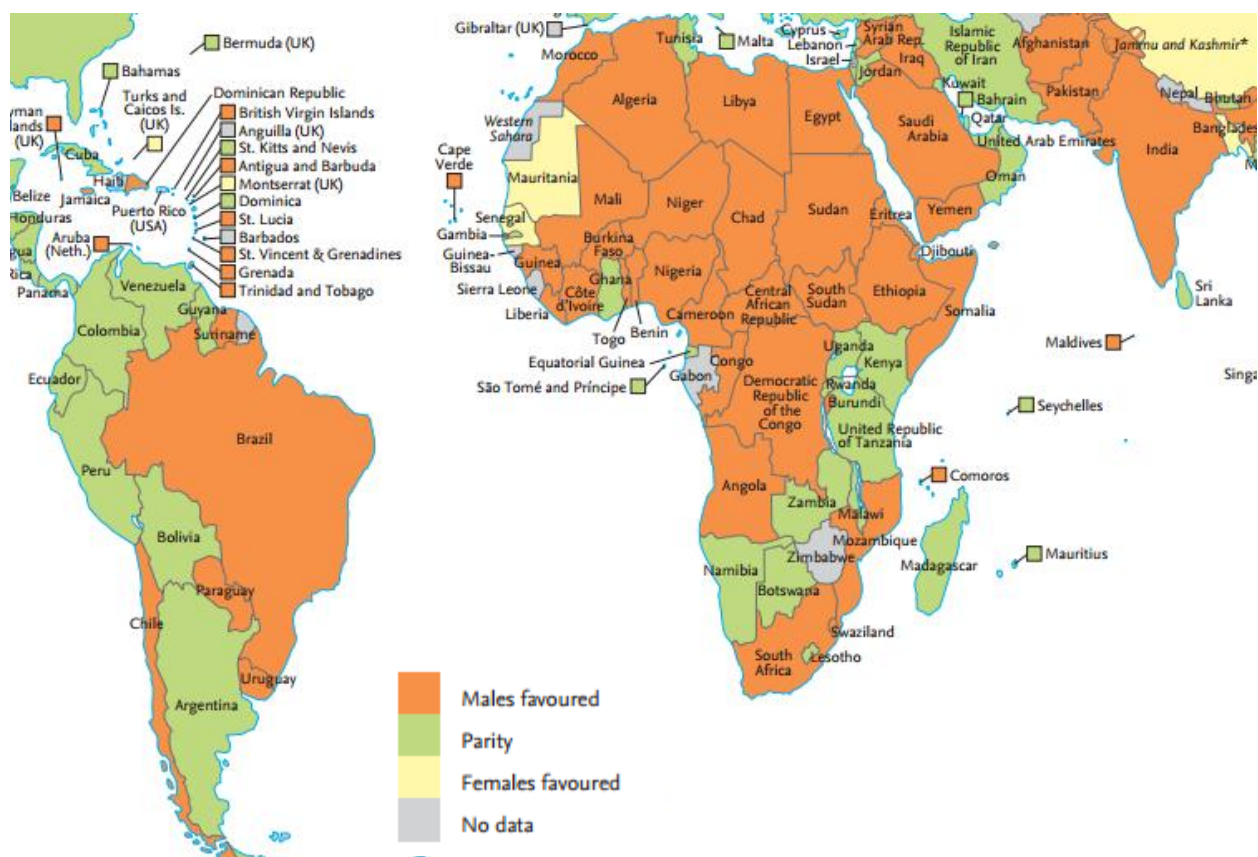 Bermuda (UK)
Bahamas
Turks and
Caicos Is.
(UK)
Dominican Republic
British Virgin Islands
Anguilla (UK)
St. Kitts and Nevis
Antigua and Barbuda
Montserrat (UK)
Dominica
St. Lucia
Barbados
St. Vincent & Grenadines
Grenada
Trinidad and Tobago
yman
lands
(UK)
Cuba
Haiti
Jamaica
Belize
Honduras
gua
Rica
Panama
Puerto Rico
(USA)
Aruba
(Neth.)
Venezuela
Guyana
Suriname
Colombia
Ecuador
Peru
Brazil
Bolivia
Paraguay
Chile
Uruguay
Argentina
Gibraltar (UK)
Morocco
Tunisia
Malta
Cyprus
Lebanon
Israel
Syrian
Arab Rep.
Iraq
Jordan
Islamic
Republic
of Iran
Afghanistan
Jammu and Kashmir*
Kuwait
Bahrain
Qatar
Pakistan
Nepal
Bhutan
Banglades
M
India
United Arab Emirates
Saudi
Arabia
Oman
Yemen
Algeria
Libya
Egypt
Western
Sahara
Cape
Verde
Mauritania
Mali
Niger
Chad
Sudan
Eritrea
Djibouti
Senegal
Gambia
Guinea-
Bissau
Guinea
Sierra Leone
Liberia
Burkina
Faso
Côte
d'Ivoire
Ghana
Togo
Benin
Nigeria
Cameroon
Central
African
Republic
South
Sudan
Ethiopia
Somalia
Sri
Lanka
Maldives
Singa
Equatorial Guinea
São Tomé and Príncipe
Gabon
Congo
Democratic
Republic
of the
Congo
Uganda
Kenya
Rwanda
Burundi
United Republic
of Tanzania
Seychelles
Comoros
Angola
Zambia
Malawi
Mozambique
Zimbabwe
Madagascar
Mauritius
Namibia
Botswana
Swaziland
Lesotho
South
Africa
Males favoured
Parity
Females favoured
No data